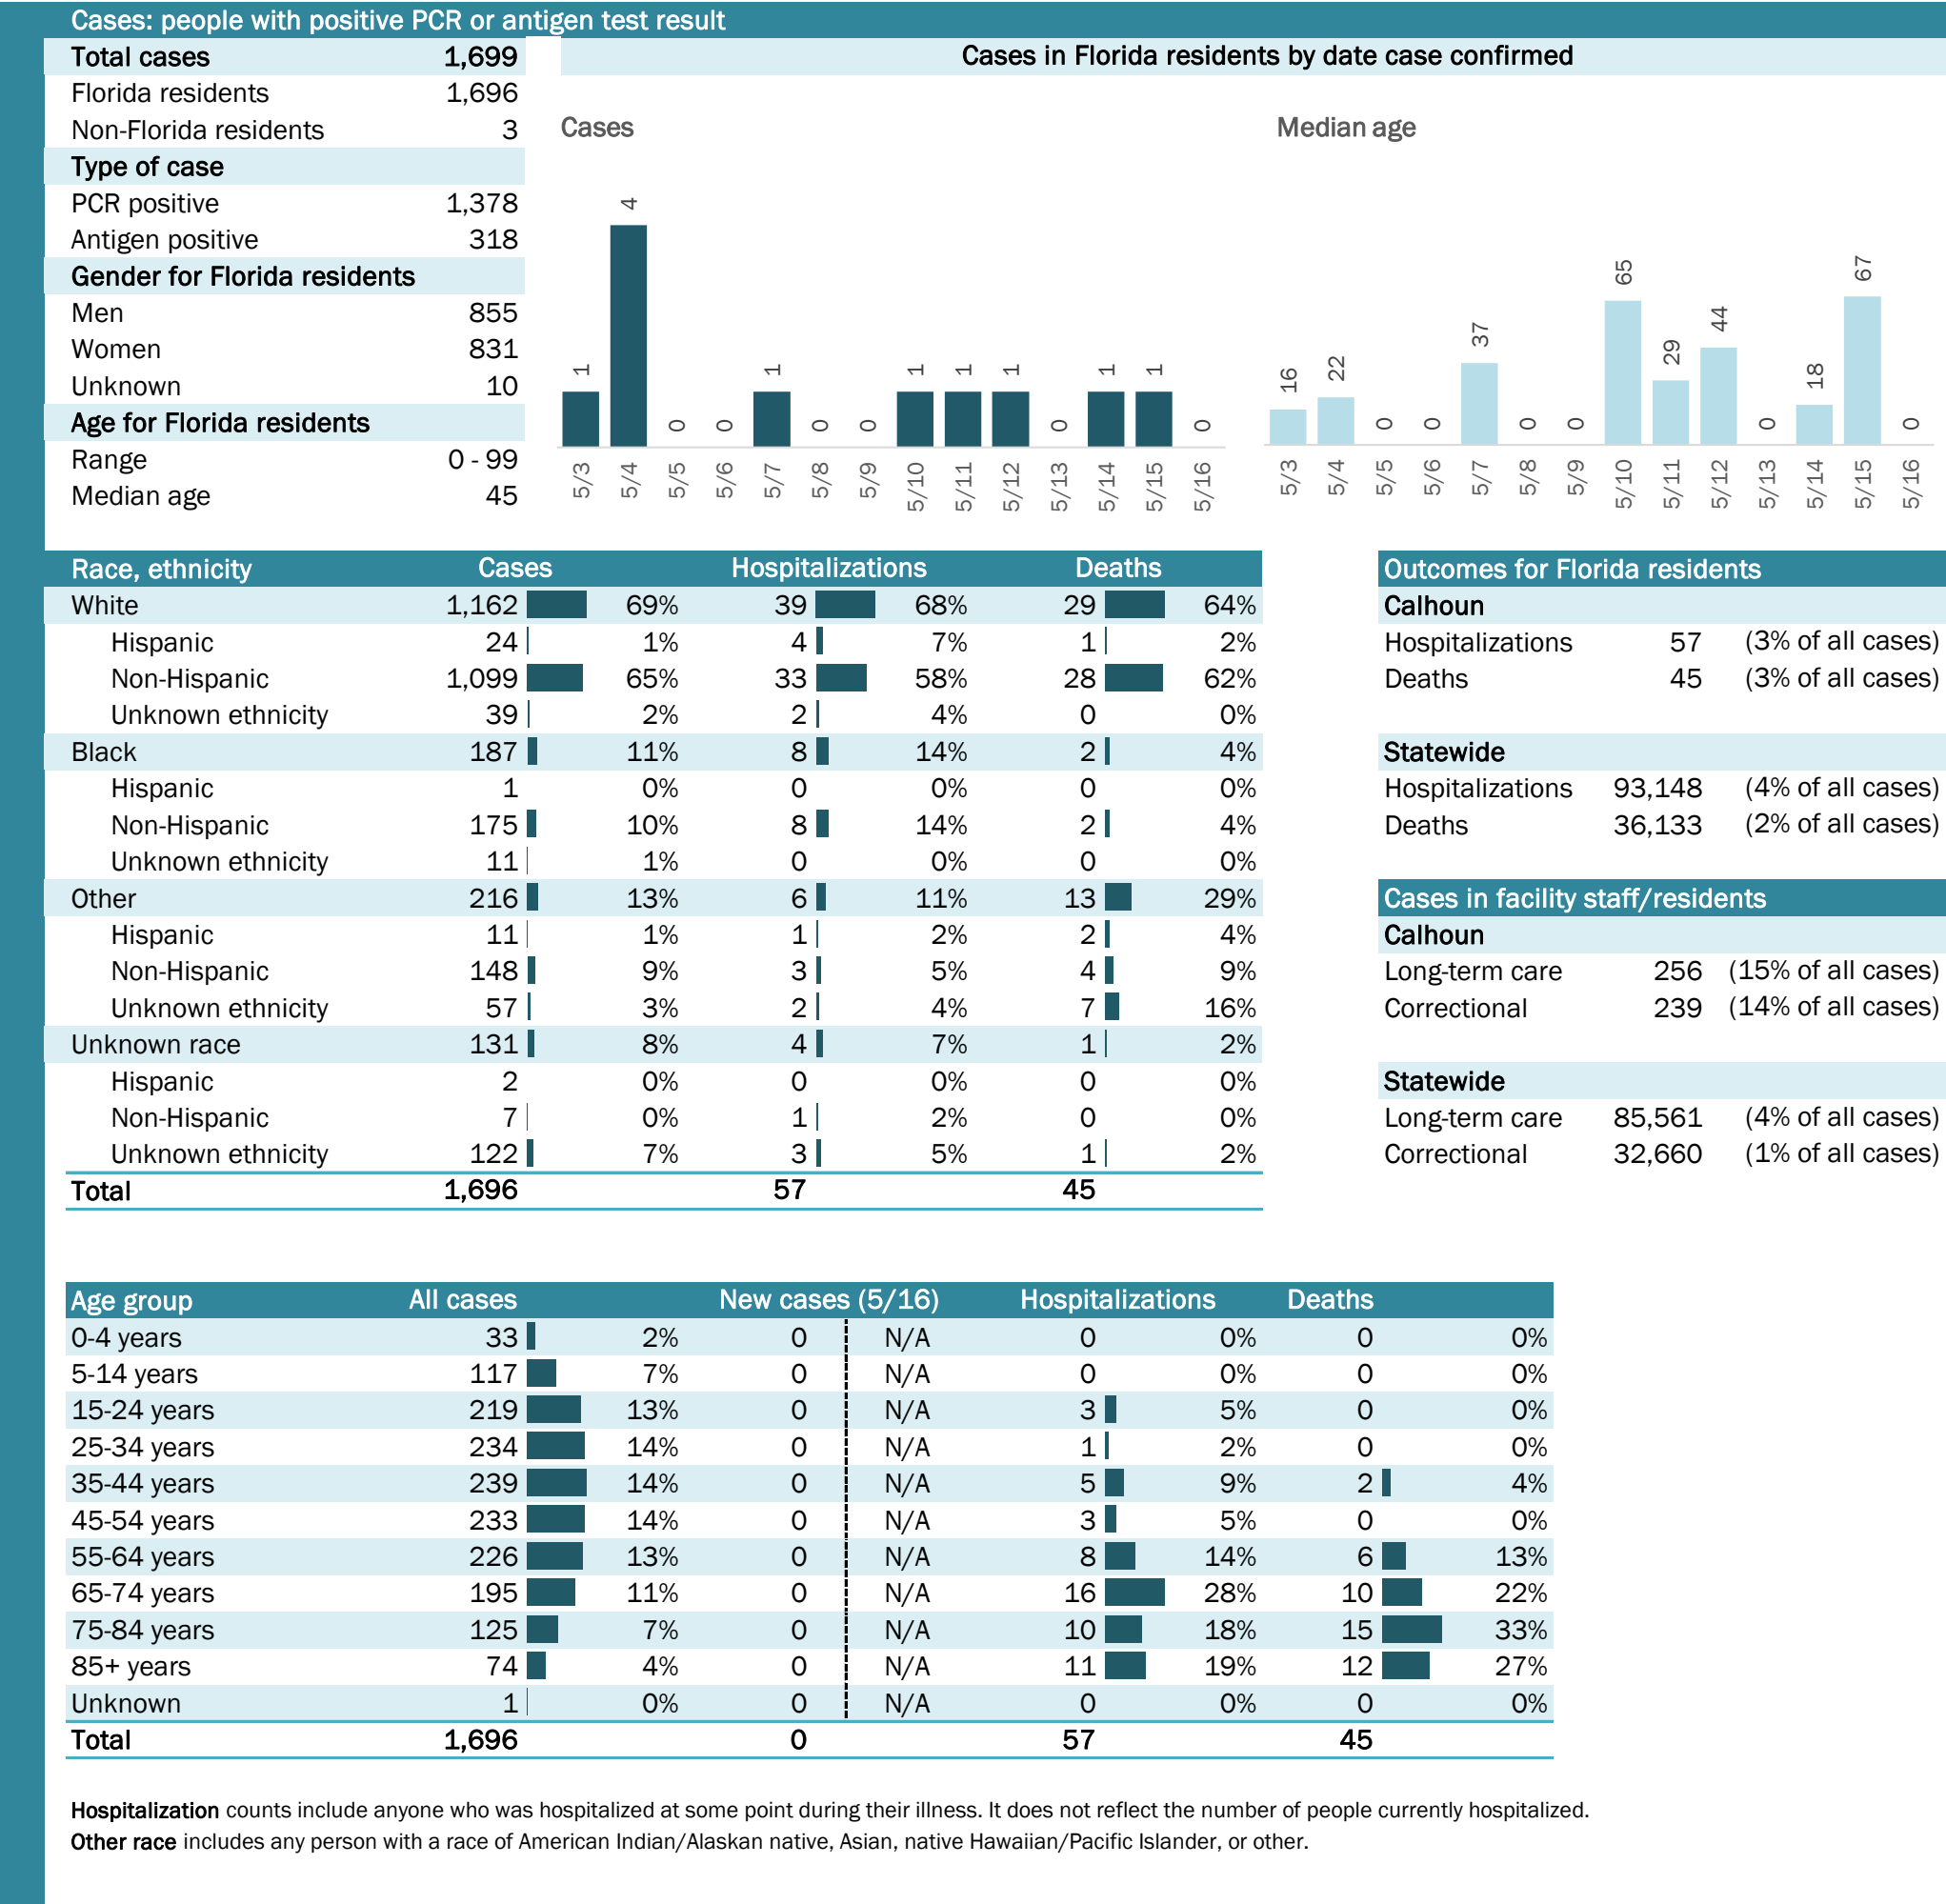 Cases: people with positive PCR or antigen test result
Total cases 1,699
Florida residents 1,696
Non-Florida residents 3
Type of case
PCR positive 1,378
Antigen positive 318
Gender for Florida residents
Men 855
Women 831
Unknown 10
Age for Florida residents
Range 0 - 99
Median age 45
Cases in Florida residents by date case confirmed
Cases
1 4 0 0 1 0 0 1 1 1 0 1 1 0
5/3 5/4 5/5 5/6 5/7 5/8 5/9 5/10 5/11 5/12 5/13 5/14 5/15 5/16
Median age
16 22 0 0 37 0 0 65 29 44 0 18 67 0
5/3 5/4 5/5 5/6 5/7 5/8 5/9 5/10 5/11 5/12 5/13 5/14 5/15 5/16
Race, ethnicity Cases Hospitalizations Deaths
White 1,162 69% 39 68% 29 64%
Hispanic 24 1% 4 7% 1 2%
Non-Hispanic 1,099 65% 33 58% 28 62%
Unknown ethnicity 39 2% 2 4% 0 0%
Black 187 11% 8 14% 2 4%
Hispanic 1 0% 0 0% 0 0%
Non-Hispanic 175 10% 8 14% 2 4%
Unknown ethnicity 11 1% 0 0% 0 0%
Other 216 13% 6 11% 13 29%
Hispanic 11 1% 1 2% 2 4%
Non-Hispanic 148 9% 3 5% 4 9%
Unknown ethnicity 57 3% 2 4% 7 16%
Unknown race 131 8% 4 7% 1 2%
Hispanic 2 0% 0 0% 0 0%
Non-Hispanic 7 0% 1 2% 0 0%
Unknown ethnicity 122 7% 3 5% 1 2%
Total 1,696 57 45
Outcomes for Florida residents
Calhoun
Hospitalizations 57 (3% of all cases)
Deaths 45 (3% of all cases)
Statewide
Hospitalizations 93,148 (4% of all cases)
Deaths 36,133 (2% of all cases)
Cases in facility staff/residents
Calhoun
Long-term care 256 (15% of all cases)
Correctional 239 (14% of all cases)
Statewide
Long-term care 85,561 (4% of all cases)
Correctional 32,660 (1% of all cases)
Age group All cases New cases (5/16) Hospitalizations Deaths
0-4 years 33 2% 0 N/A 0 0% 0 0%
5-14 years 117 7% 0 N/A 0 0% 0 0%
15-24 years 219 13% 0 N/A 3 5% 0 0%
25-34 years 234 14% 0 N/A 1 2% 0 0%
35-44 years 239 14% 0 N/A 5 9% 2 4%
45-54 years 233 14% 0 N/A 3 5% 0 0%
55-64 years 226 13% 0 N/A 8 14% 6 13%
65-74 years 195 11% 0 N/A 16 28% 10 22%
75-84 years 125 7% 0 N/A 10 18% 15 33%
85+ years 74 4% 0 N/A 11 19% 12 27%
Unknown 1 0% 0 N/A 0 0% 0 0%
Total 1,696 0 57 45
Hospitalization counts include anyone who was hospitalized at some point during their illness. It does not reflect the number of people currently hospitalized.
Other race includes any person with a race of American Indian/Alaskan native, Asian, native Hawaiian/Pacific Islander, or other.